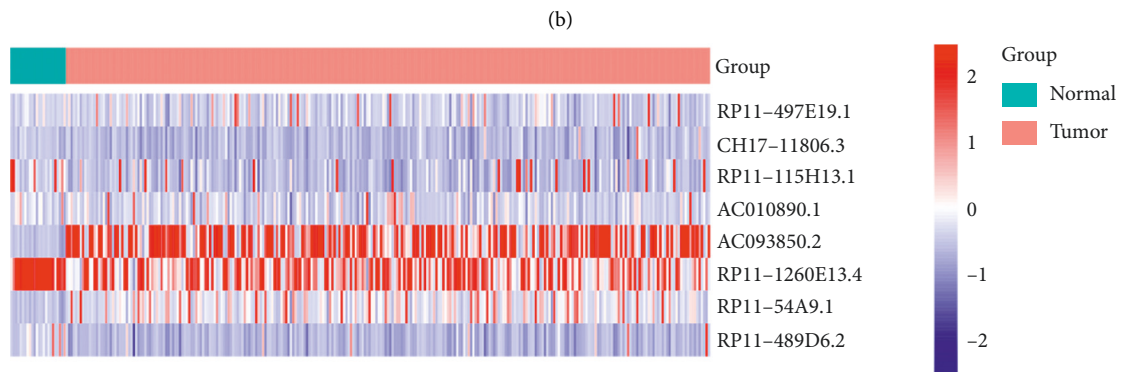 (b)
Group
RP11–497E19.1
CH17–11806.3
RP11–115H13.1
AC010890.1
AC093850.2
RP11–1260E13.4
RP11–54A9.1
RP11–489D6.2
2
1
0
–1
–2
Group
Normal
Tumor